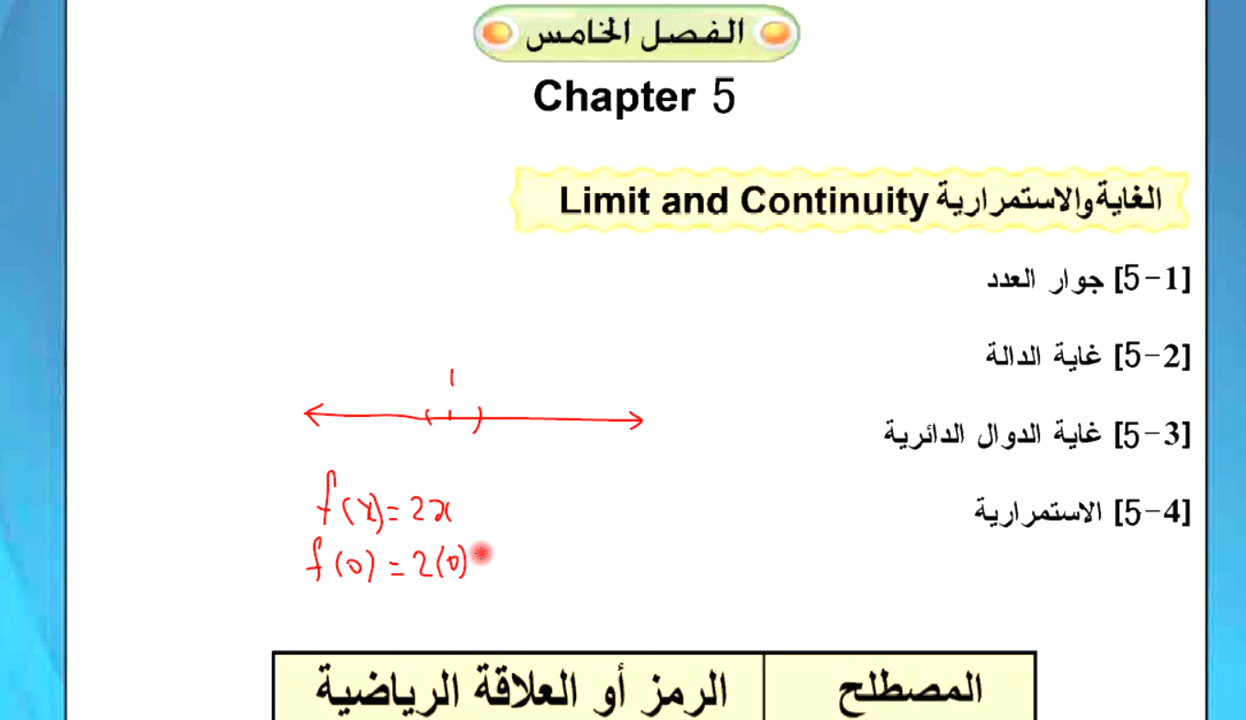 الفصل الخامس
Chapter 5
الغاية والاستمرارية Limit and Continuity
[5-1] جوار العدد
[5-2] غاية الدالة
[5-3] غاية الدوال الدائرية
[5-4] الاستمرارية
1
f(x) = 2x
f(0) = 2(0)
المصطلح
الرمز أو العلاقة الرياضية